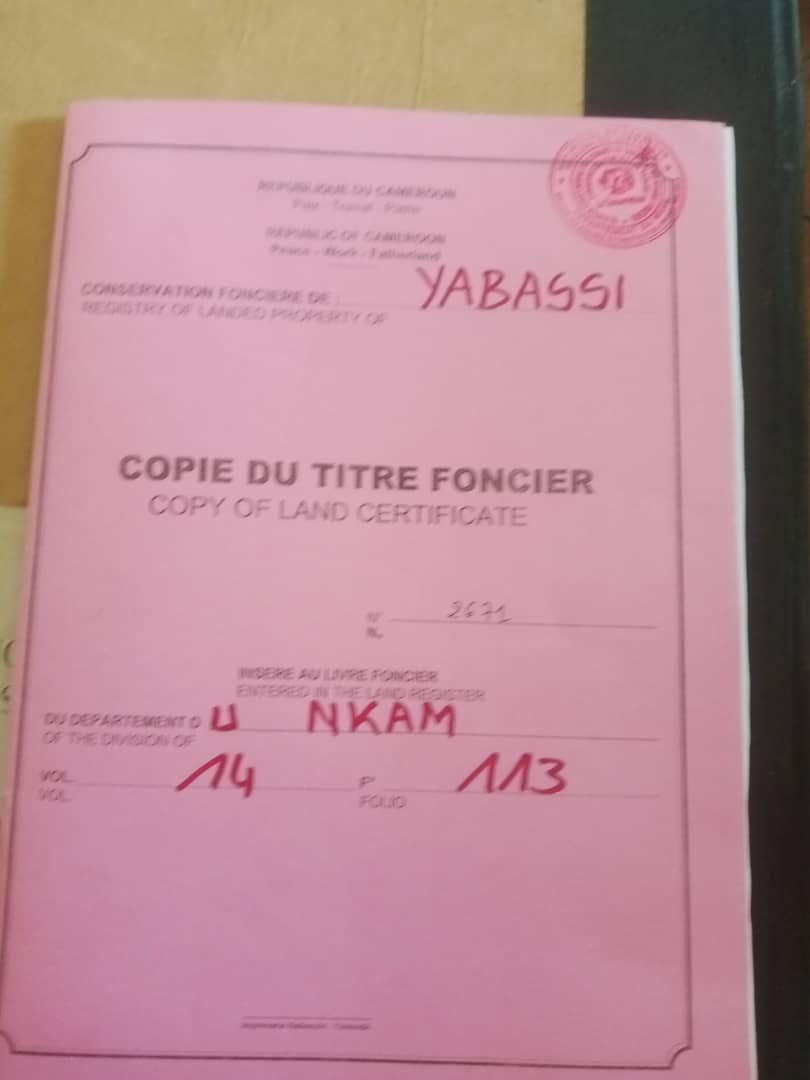 REPUBLIQUE DU CAMEROUN
Paix - Travail - Patrie
REPUBLIC OF CAMEROON
Peace - Work - Fatherland
CONSERVATION FONCIERE DE : YABASSI
REGISTRY OF LANDED PROPERTY OF
COPIE DU TITRE FONCIER
COPY OF LAND CERTIFICATE
N° 2671
N.
INSERE AU LIVRE FONCIER
ENTERED IN THE LAND REGISTER
DU DEPARTEMENT DU NKAM
OF THE DIVISION OF
VOL. 14 F° 113
VOL. FOLIO